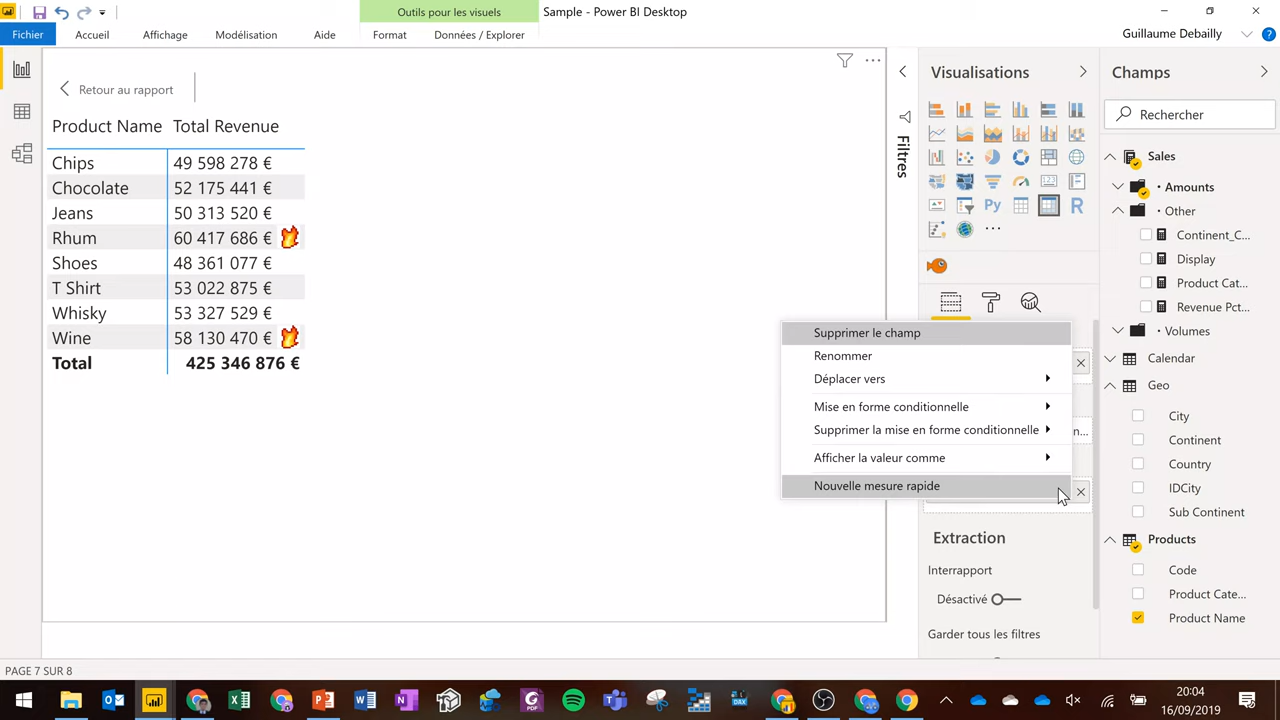 Outils pour les visuels
Sample - Power BI Desktop
Fichier
Accueil
Affichage
Modélisation
Aide
Format
Données / Explorer
Guillaume Debailly
Retour au rapport
Product Name Total Revenue
Chips 49 598 278 €
Chocolate 52 175 441 €
Jeans 50 313 520 €
Rhum 60 417 686 €
Shoes 48 361 077 €
T Shirt 53 022 875 €
Whisky 53 327 529 €
Wine 58 130 470 €
Total 425 346 876 €
Filtres
Visualisations
Py
R
Supprimer le champ
Renommer
Déplacer vers
Mise en forme conditionnelle
Supprimer la mise en forme conditionnelle
Afficher la valeur comme
Nouvelle mesure rapide
n...
Extraction
Interrapport
Désactivé
Garder tous les filtres
Champs
Rechercher
Sales
• Amounts
• Other
Continent_C...
Display
Product Cat...
Revenue Pct...
• Volumes
Calendar
Geo
City
Continent
Country
IDCity
Sub Continent
Products
Code
Product Cate...
Product Name
PAGE 7 SUR 8
20:04
16/09/2019